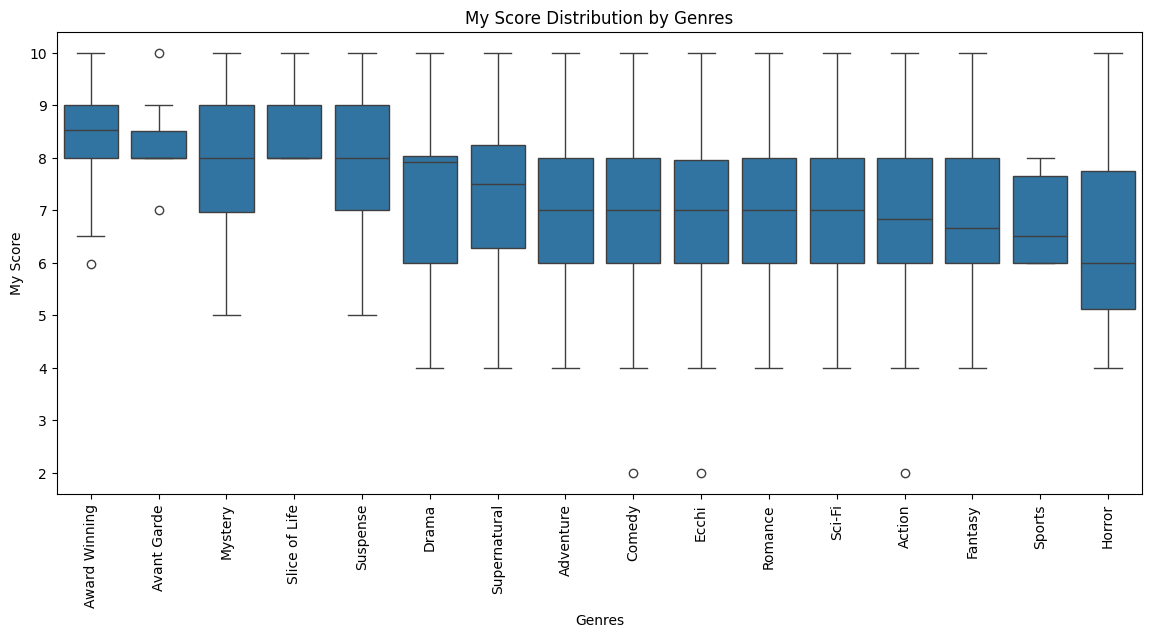 My Score Distribution by Genres
My Score
10
9
8
7
6
5
4
3
2
Award Winning
Avant Garde
Mystery
Slice of Life
Suspense
Drama
Supernatural
Adventure
Comedy
Ecchi
Romance
Sci-Fi
Action
Fantasy
Sports
Horror
Genres